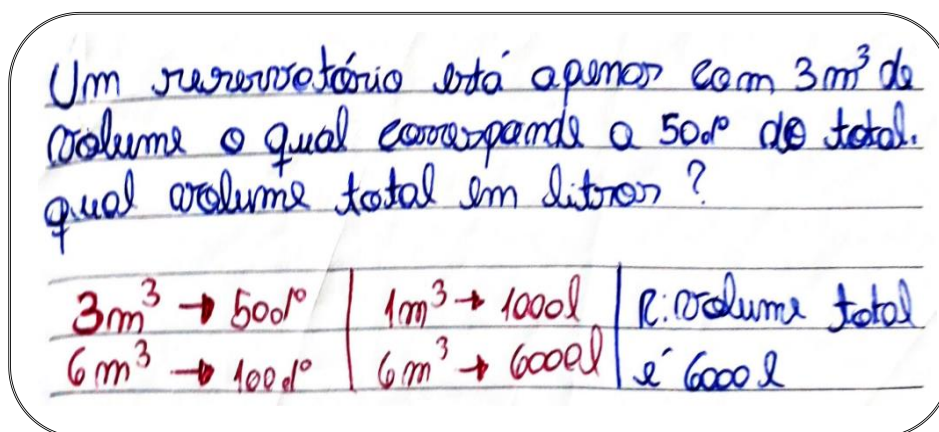 Um reservatório está apenas com 3m³ de
volume o qual corresponde a 50% do total.
qual volume total em litros?
3m³ → 50% | 1m³ → 1000l | R: volume total
6m³ → 100% | 6m³ → 6000l | é 6000l